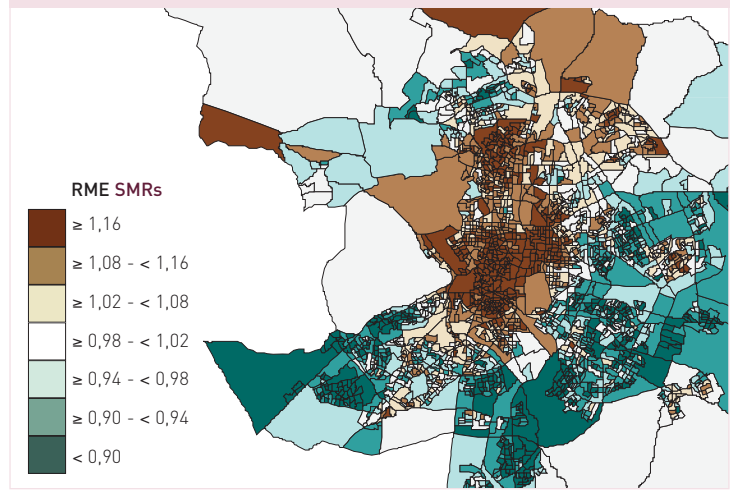 RME SMRs
≥ 1,16
≥ 1,08 - < 1,16
≥ 1,02 - < 1,08
≥ 0,98 - < 1,02
≥ 0,94 - < 0,98
≥ 0,90 - < 0,94
< 0,90